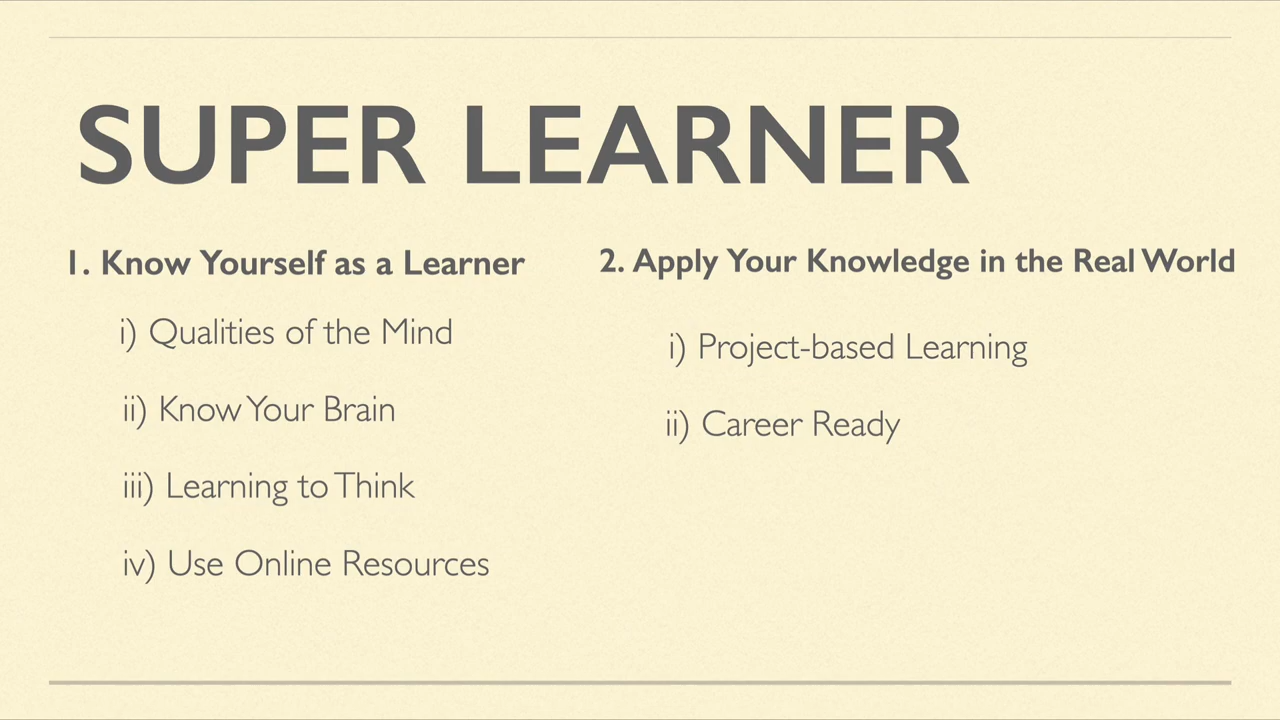 SUPER LEARNER
1. Know Yourself as a Learner
i) Qualities of the Mind
ii) Know Your Brain
iii) Learning to Think
iv) Use Online Resources
2. Apply Your Knowledge in the Real World
i) Project-based Learning
ii) Career Ready